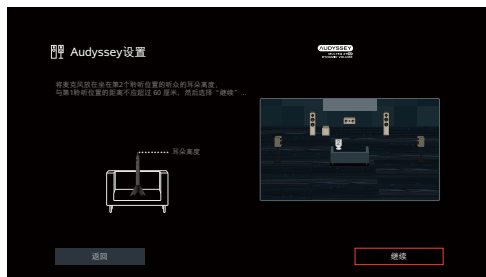 Audyssey设置
AUDYSSEY
将麦克风放在坐在第2个聆听位置的听众的耳朵高度，
与第1聆听位置的距离不应超过 60 厘米，然后选择“继续”...
耳朵高度
返回
继续